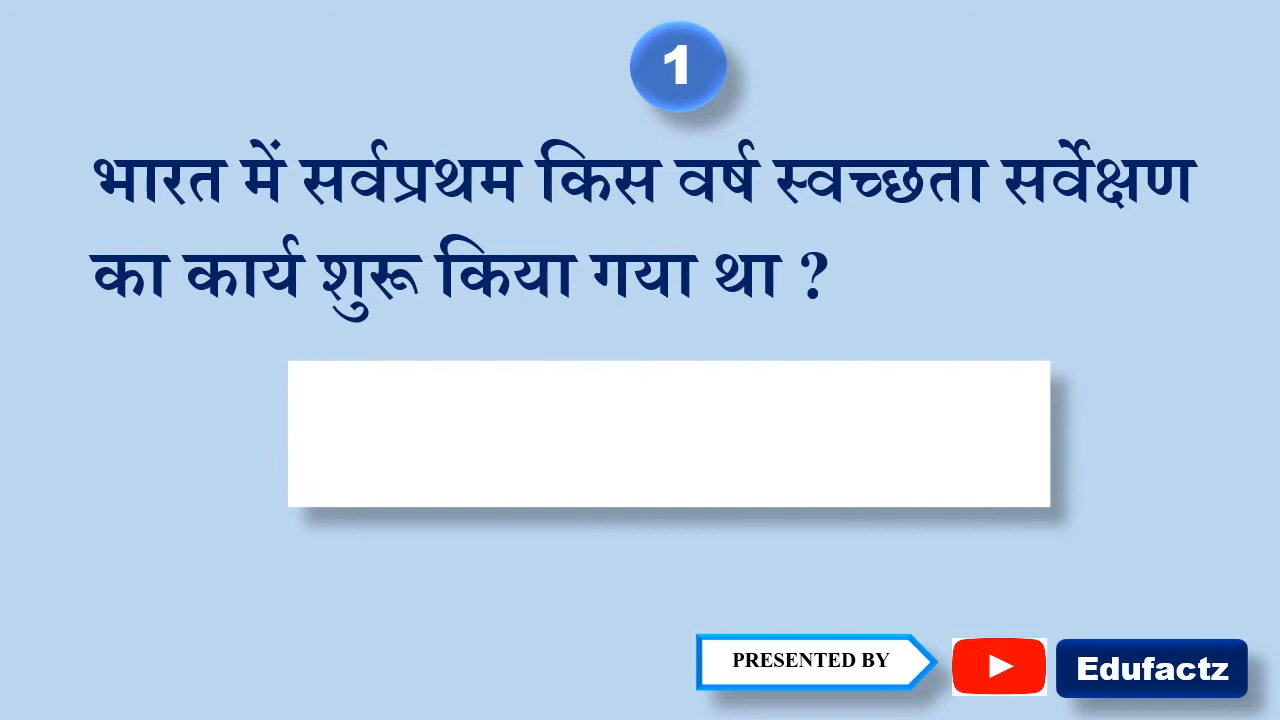 1
भारत में सर्वप्रथम किस वर्ष स्वच्छता सर्वेक्षण
का कार्य शुरू किया गया था ?
PRESENTED BY
Edufactz